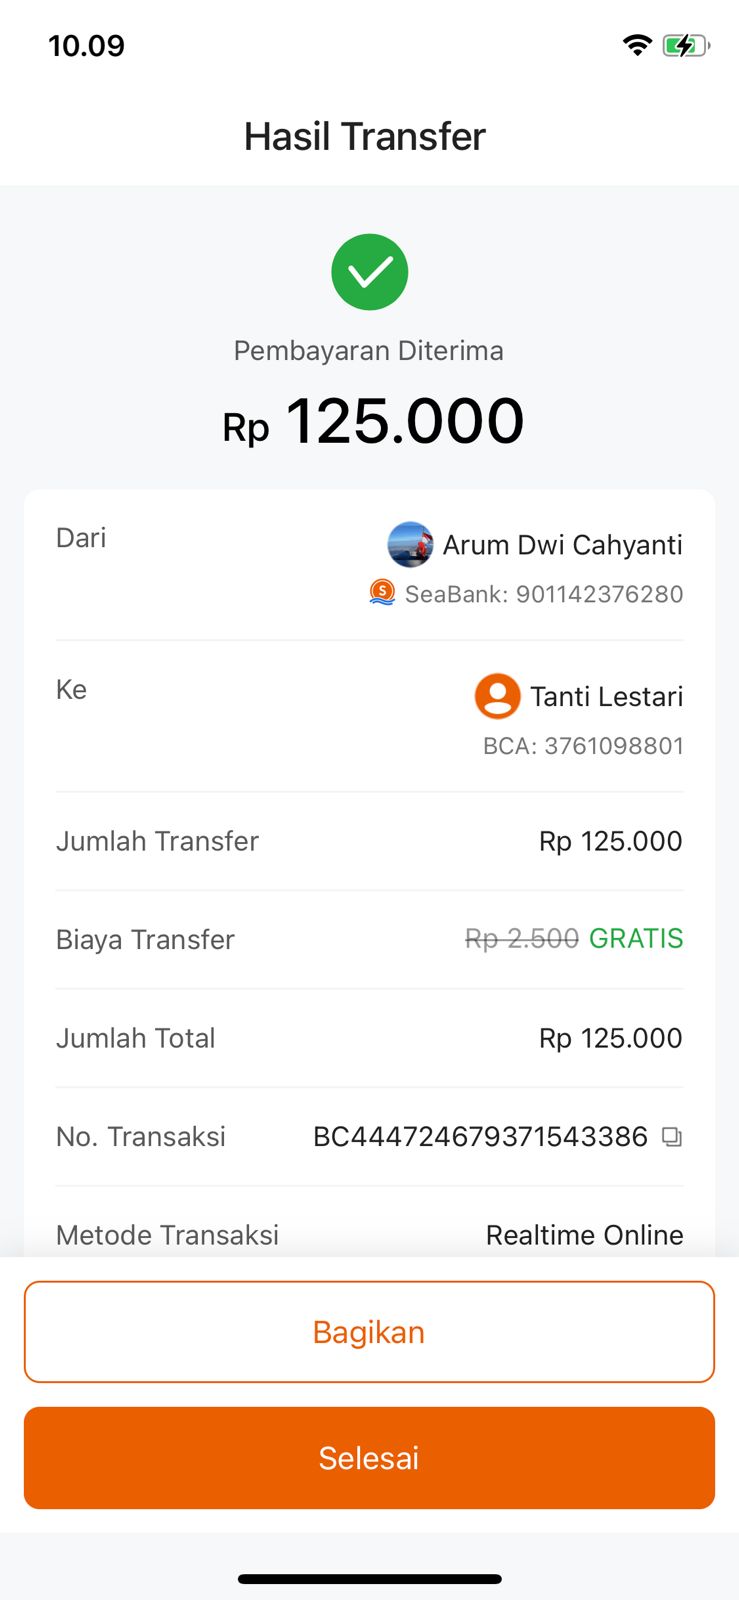 10.09
Hasil Transfer
Pembayaran Diterima
Rp 125.000
Dari
Arum Dwi Cahyanti
SeaBank: 901142376280
Ke
Tanti Lestari
BCA: 3761098801
Jumlah Transfer Rp 125.000
Biaya Transfer Rp 2.500 GRATIS
Jumlah Total Rp 125.000
No. Transaksi BC444724679371543386
Metode Transaksi Realtime Online
Bagikan
Selesai